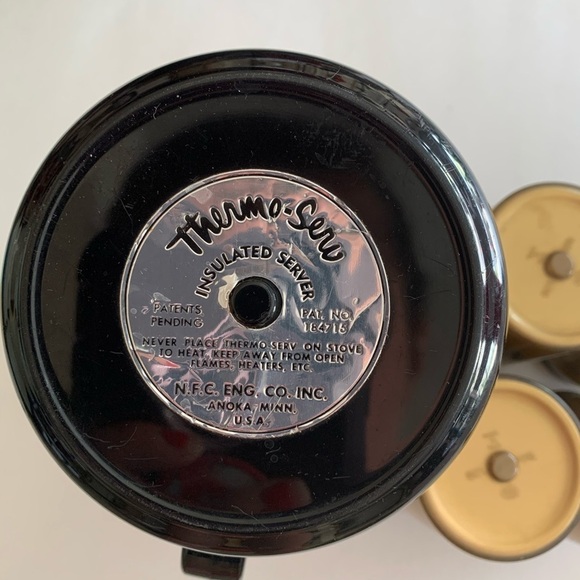 Thermo-Serv
INSULATED SERVER
PATENTS PENDING
PAT. NO. 184716
NEVER PLACE THERMO-SERV ON STOVE
TO HEAT, KEEP AWAY FROM OPEN
FLAMES, HEATERS, ETC.
N.F.C. ENG. CO. INC.
ANOKA, MINN.
U.S.A.